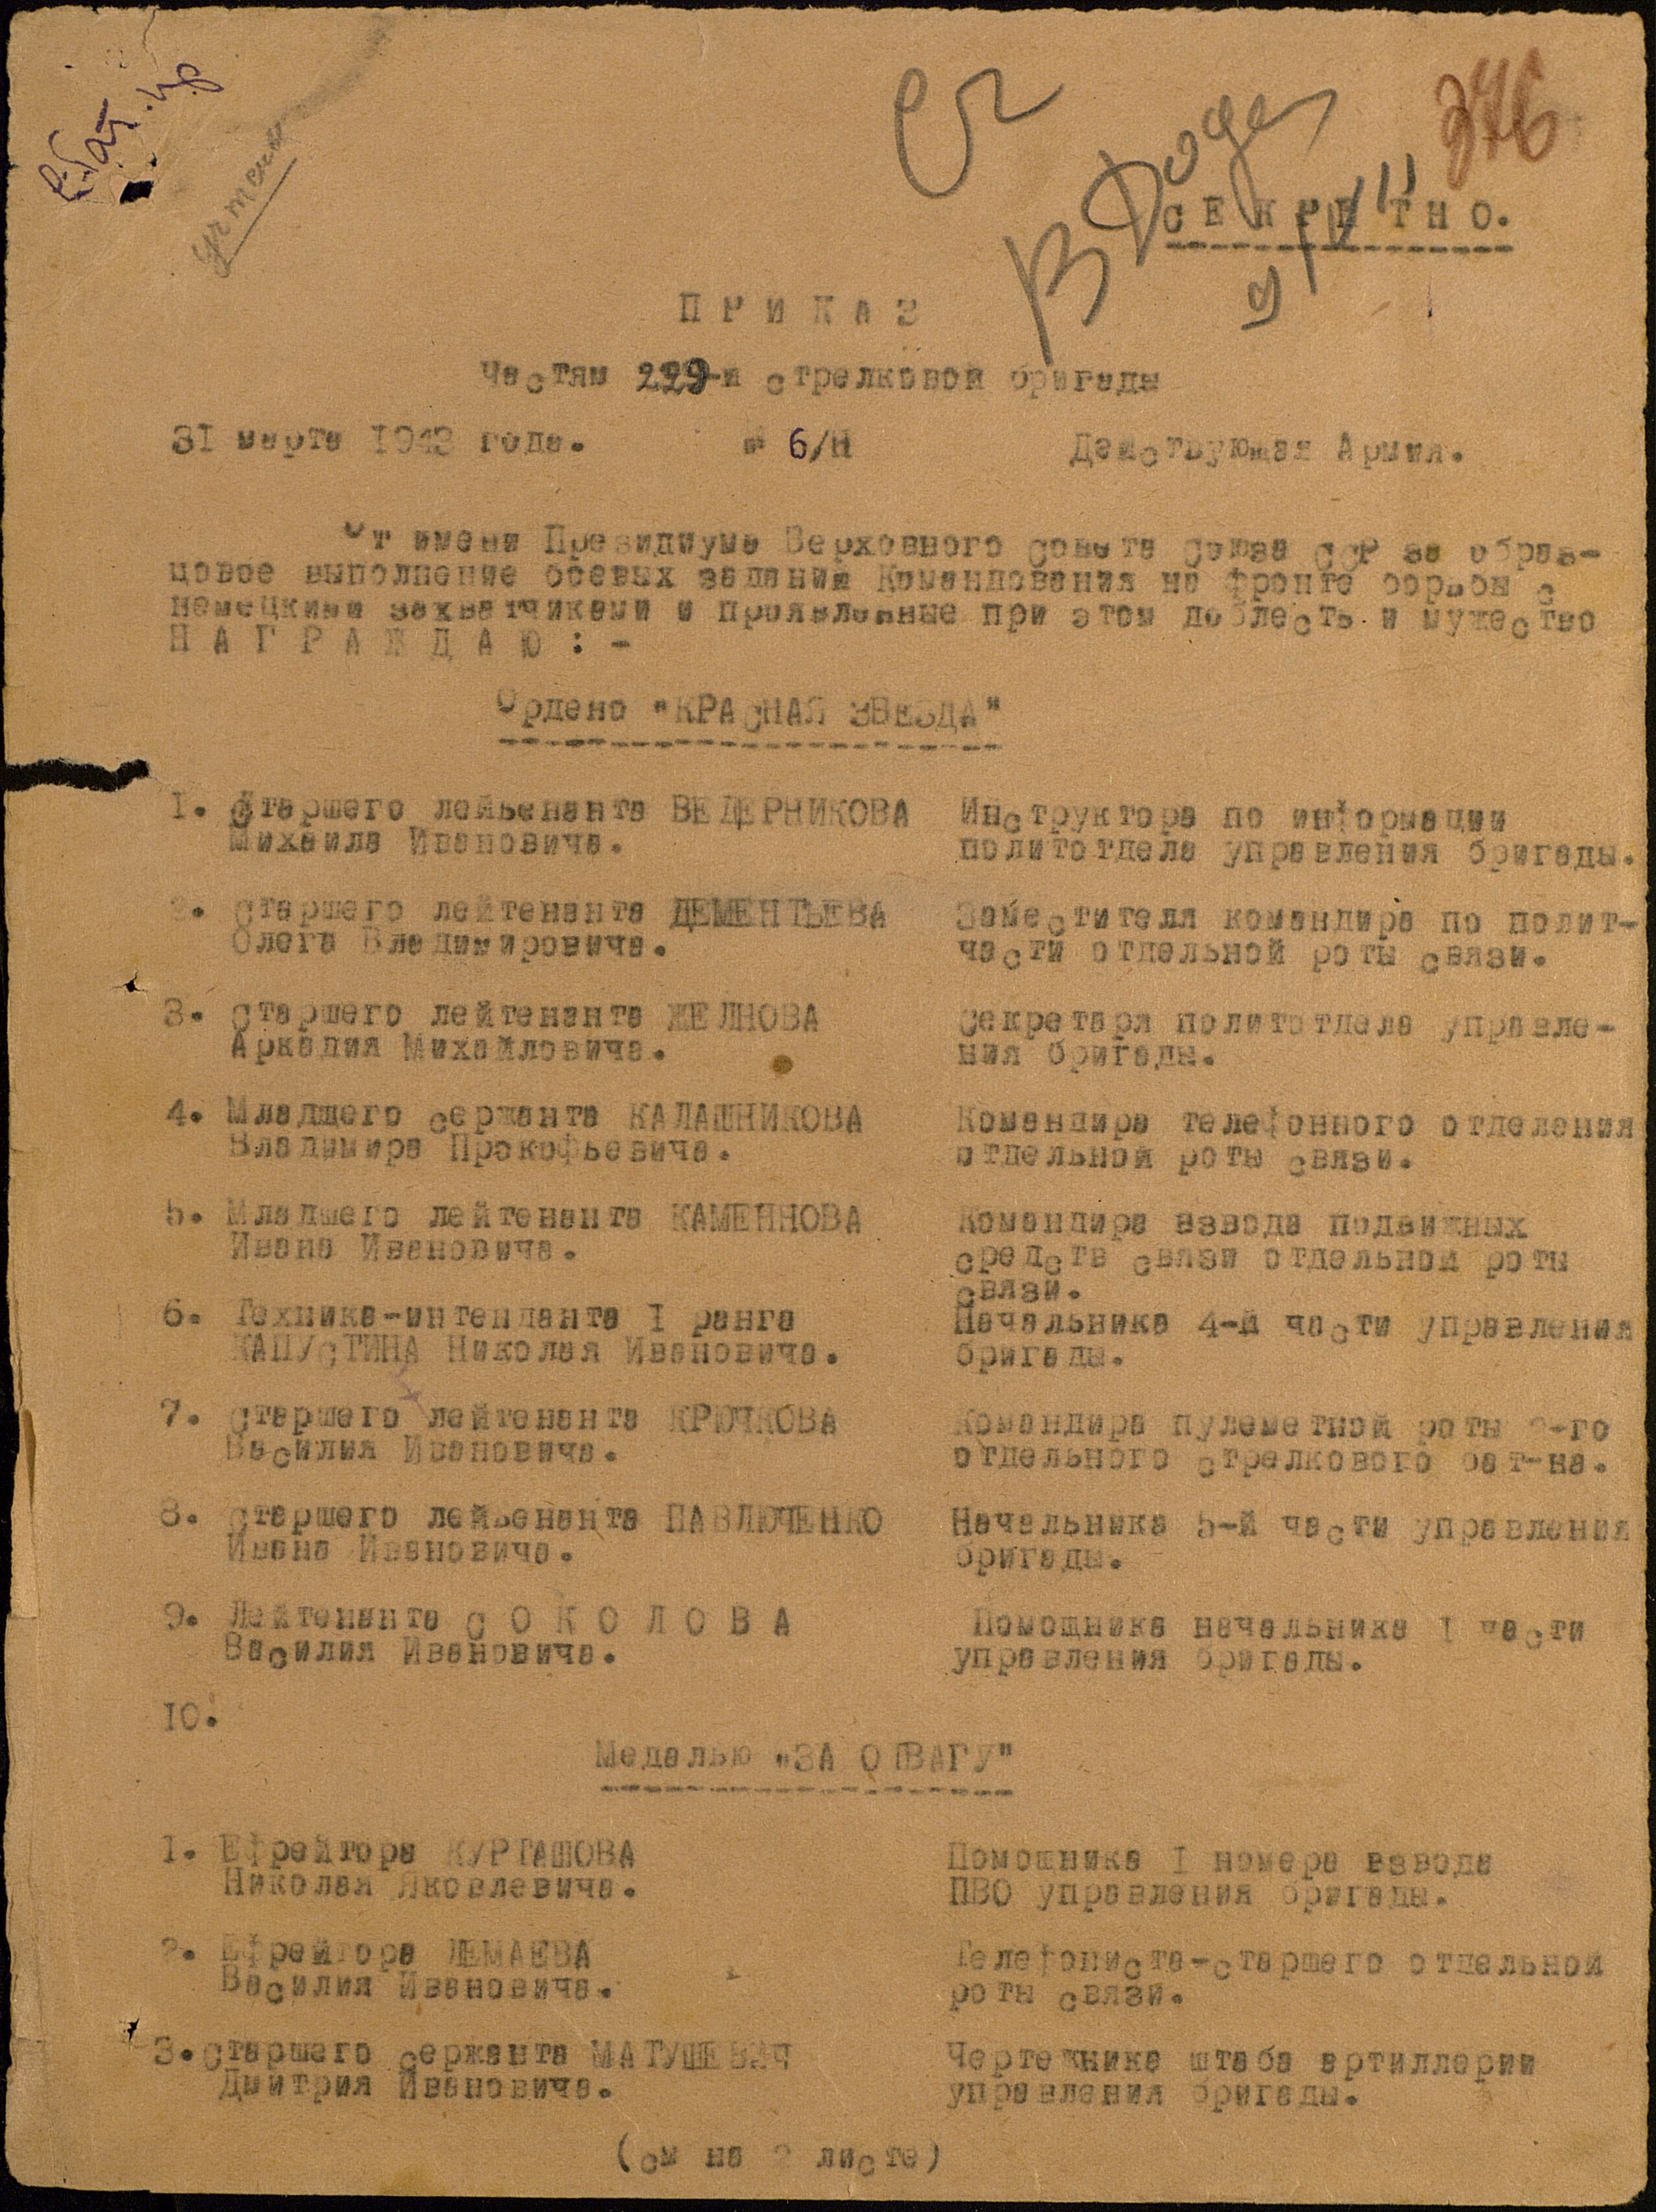 376
СЕКРЕТНО.
ПРИКАЗ
частям 229-й стрелковой бригады
31 марта 1943 года. № 6/Н Действующая Армия.
От имени Президиума Верховного Совета Союза ССР за образ-
цовое выполнение боевых заданий Командования на фронте борьбы с
немецкими захватчиками и проявленные при этом доблесть и мужество
НАГРАЖДАЮ:-
Ордено "КРАСНАЯ ЗВЕЗДА"
1. Старшего лейьенанта ВЕДЕРНИКОВА Инструктора по информации
Михаила Ивановича. политотдела управления бригады.
2. Старшего лейтенанта ДЕМЕНТЬЕВА Заместителя командира по полит-
Олега Владимировича. части отдельной роты связи.
3. Старшего лейтенанта ЖЕЛНОВА Секретаря политотдела управле-
Аркадия Михайловича. ния бригады.
4. Младщего сержанта КАЛАШНИКОВА Командира телефонного отделения
Владимира Прокофьевича. отдельной роты связи.
5. Младшего лейтенанта КАМЕННОВА Командира взвода подвижных
Ивана Ивановича. средств связи отдельной роты
связи.
6. Техника-интенданта I ранга Начальника 4-й части управления
КАПУСТИНА Николая Ивановича. бригады.
7. Старшего лейтенанта КРЮЧКОВА Командира пулеметной роты 2-го
Василия Ивановича. отдельного стрелкового бат-на.
8. Старшего лейьенанта ПАВЛЮЧЕНКО Начальника 5-й части управления
Ивана Ивановича. бригады.
9. Лейтенанта СОКОЛОВА Помощника начальника I части
Василия Ивановича. управления бригады.
10.
Медалью "ЗА ОТВАГУ"
1. Ефрейтора КУРТАШОВА Помощника I номера взвода
Николая Яковлевича. ПВО управления бригады.
2. Ефрейтора ЛЕМАЕВА Телефониста-старшего отдельной
Василия Ивановича. роты связи.
3. Старшего сержанта МАТУШЕВИЧ Чертежника штаба артиллерии
Дмитрия Ивановича. управления бригады.
(см на 2 листе)